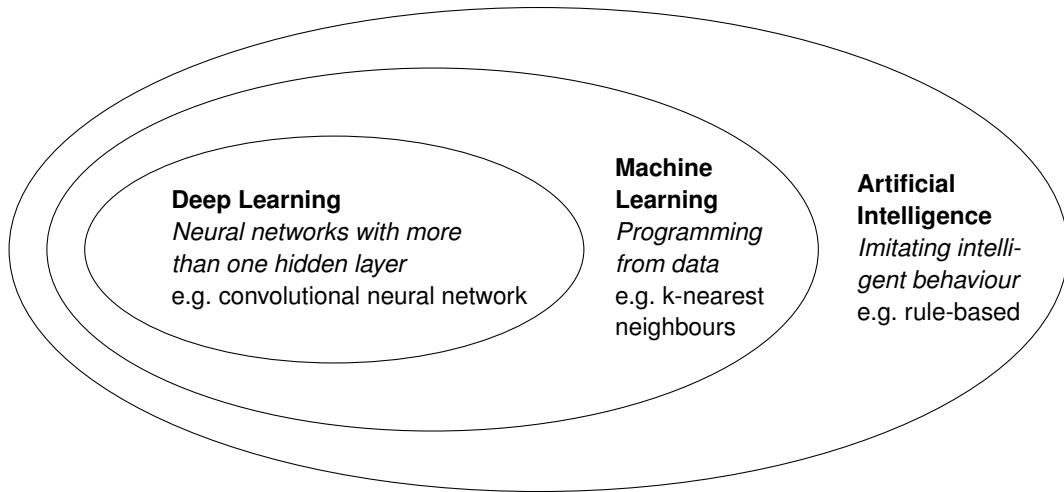 Deep Learning
Neural networks with more
than one hidden layer
e.g. convolutional neural network
Machine
Learning
Programming
from data
e.g. k-nearest
neighbours
Artificial
Intelligence
Imitating intelli-
gent behaviour
e.g. rule-based